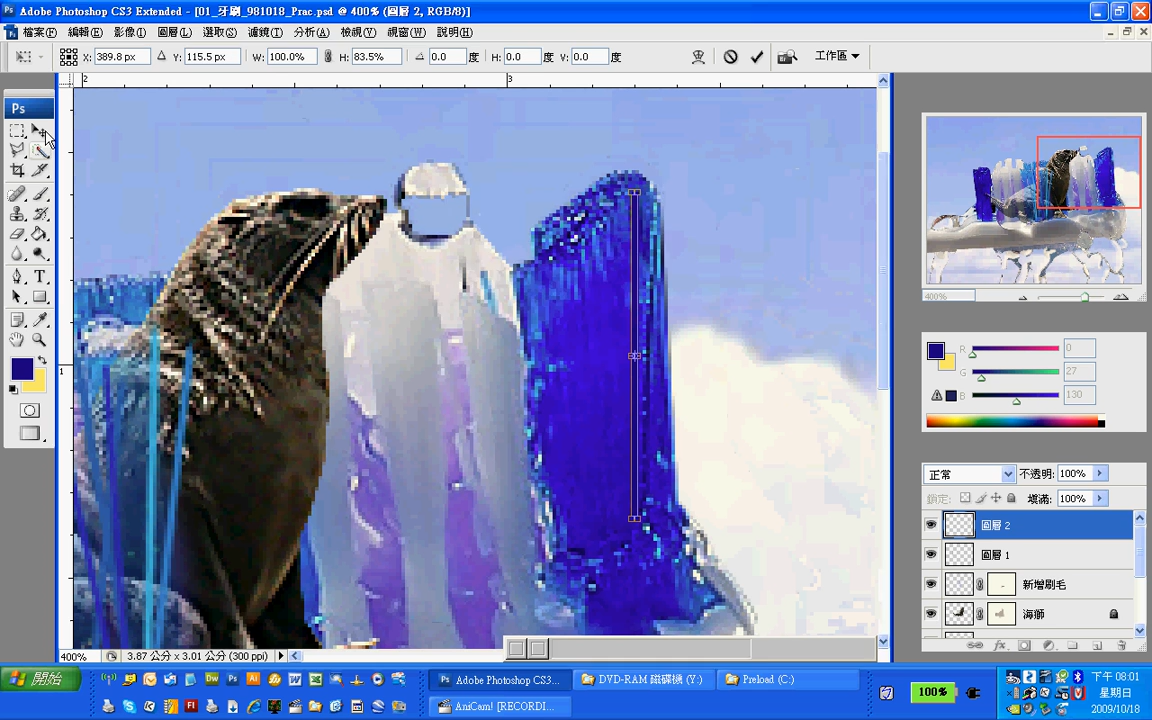 Adobe Photoshop CS3 Extended - [01_牙刷_981018_Prac.psd @ 400% (圖層 2, RGB/8)]
檔案(F) 編輯(E) 影像(I) 圖層(L) 選取(S) 濾鏡(T) 分析(A) 檢視(V) 視窗(W) 說明(H)
X: 389.8 px Y: 115.5 px W: 100.0% H: 83.5% 0.0 度 H: 0.0 度 V: 0.0 度 工作區
2 3
Ps
1
400%
R 0
G 27
B 130
正常 不透明: 100%
鎖定: 填滿: 100%
圖層 2
圖層 1
新增刷毛
海獅
400% 3.87 公分 x 3.01 公分 (300 ppi)
開始 Adobe Photoshop CS3... DVD-RAM 磁碟機 (Y:) Preload (C:) 100% 下午 08:01
AniCam! [RECORDI... 星期日
2009/10/18